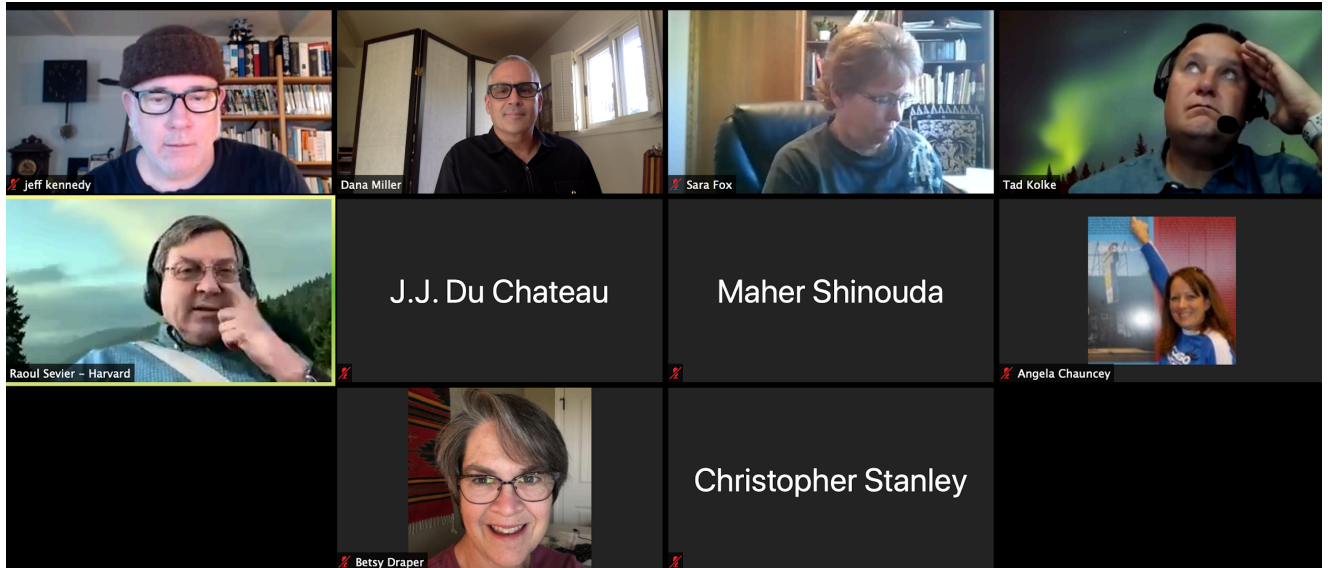 jeff kennedy
Dana Miller
Sara Fox
Tad Kolke
Raoul Sevier – Harvard
J.J. Du Chateau
Maher Shinouda
Angela Chauncey
Betsy Draper
Christopher Stanley